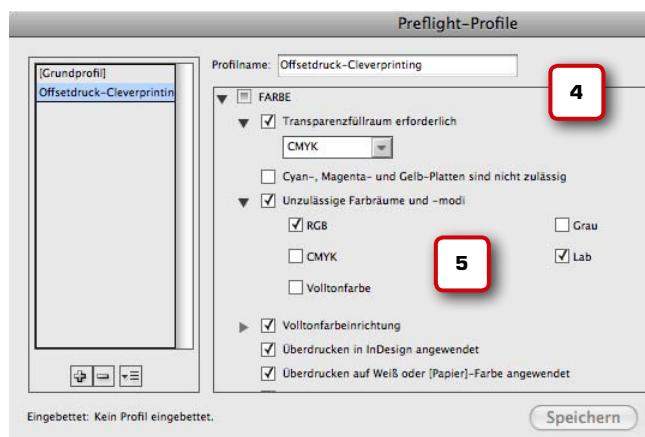 Preflight-Profile
[Grundprofil]
Offsetdruck-Cleverprintin
Profilname: Offsetdruck-Cleverprinting
4
FARBE
Transparenzfüllraum erforderlich
CMYK
Cyan-, Magenta- und Gelb-Platten sind nicht zulässig
Unzulässige Farbräume und -modi
RGB Grau
CMYK 5 Lab
Volltonfarbe
Volltonfarbeinrichtung
Überdrucken in InDesign angewendet
Überdrucken auf Weiß oder [Papier]-Farbe angewendet
Eingebettet: Kein Profil eingebettet.
Speichern